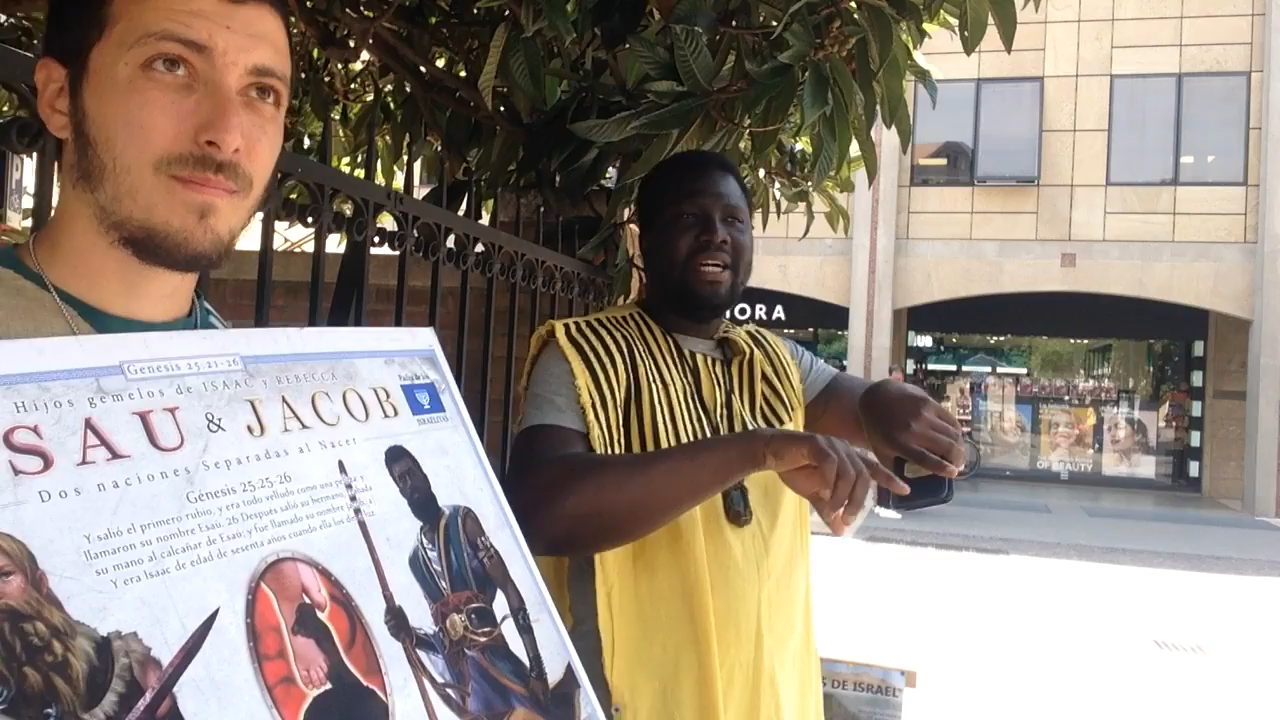 Genesis 25:21-26
Hijos gemelos de ISAAC y REBECCA
SAU & JACOB
ISRAELITAS
Dos naciones Separadas al Nacer
Génesis 25:25-26
Y salió el primero rubio, y era todo velludo como una y
llamaron su nombre Esaú. 26 Después salió su hermano,
su mano al calcañar de Esaú; y fue llamado su nombre
Y era Isaac de edad de sesenta años cuando ella los
IORA
UB
OF BEAUTY
S DE ISRAEL"